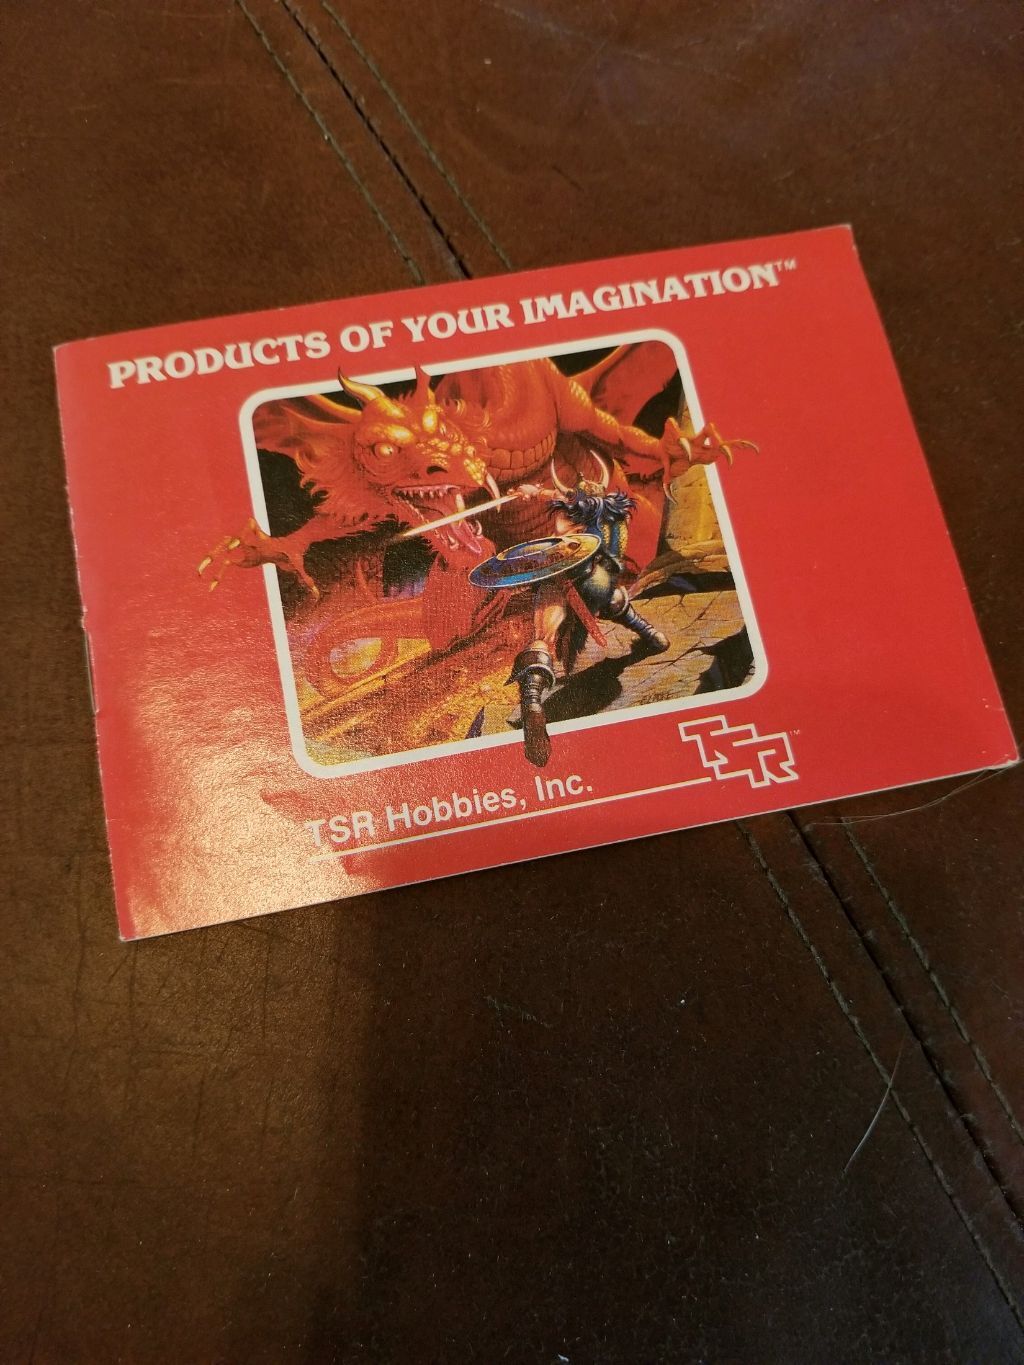 PRODUCTS OF YOUR IMAGINATION™
TSR Hobbies, Inc.
TSR™